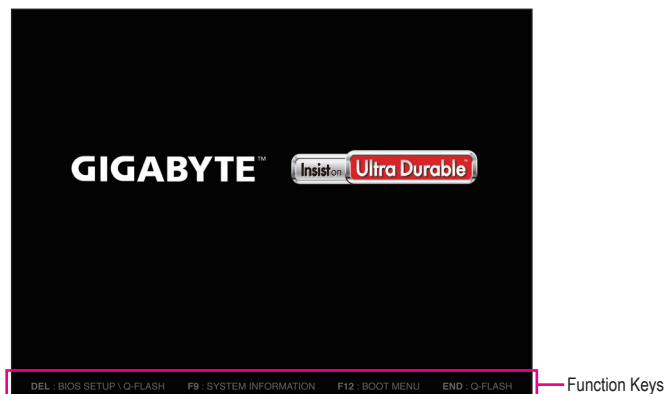 GIGABYTE™ Insist on Ultra Durable™
DEL : BIOS SETUP \ Q-FLASH F9 : SYSTEM INFORMATION F12 : BOOT MENU END : Q-FLASH
Function Keys